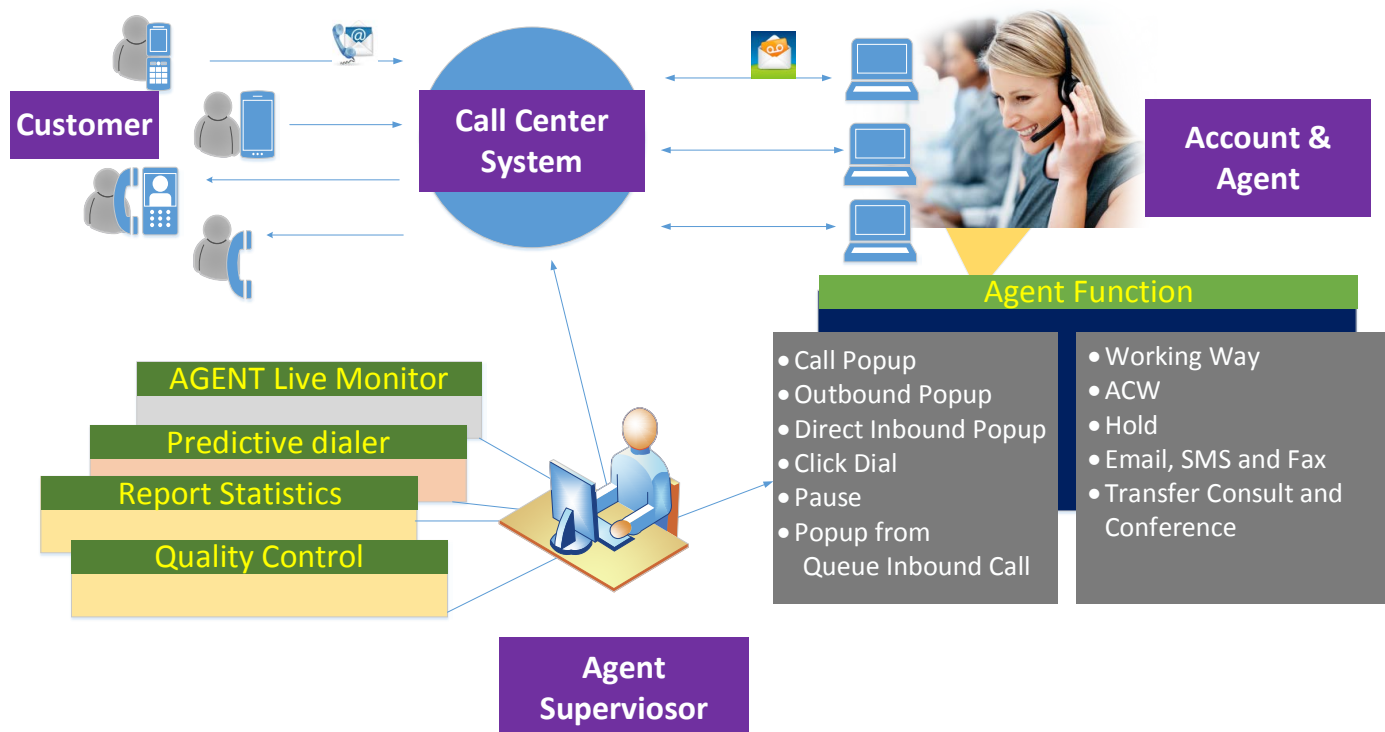 Customer
Call Center
System
Account &
Agent
Agent Function
• Call Popup
• Outbound Popup
• Direct Inbound Popup
• Click Dial
• Pause
• Popup from
Queue Inbound Call
• Working Way
• ACW
• Hold
• Email, SMS and Fax
• Transfer Consult and
Conference
AGENT Live Monitor
Predictive dialer
Report Statistics
Quality Control
Agent
Superviosor